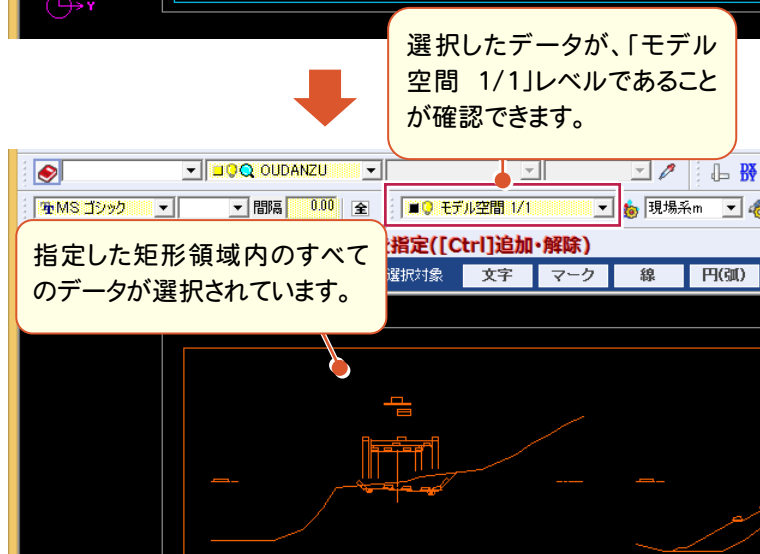 Y
選択したデータが、「モデル
空間 1/1」レベルであること
が確認できます。
OUDANZU
MS ゴシック 間隔 0.00 全 モデル空間 1/1 現場系m
指定した矩形領域内のすべて
のデータが選択されています。
指定([Ctrl]追加・解除)
選択対象 文字 マーク 線 円(弧)